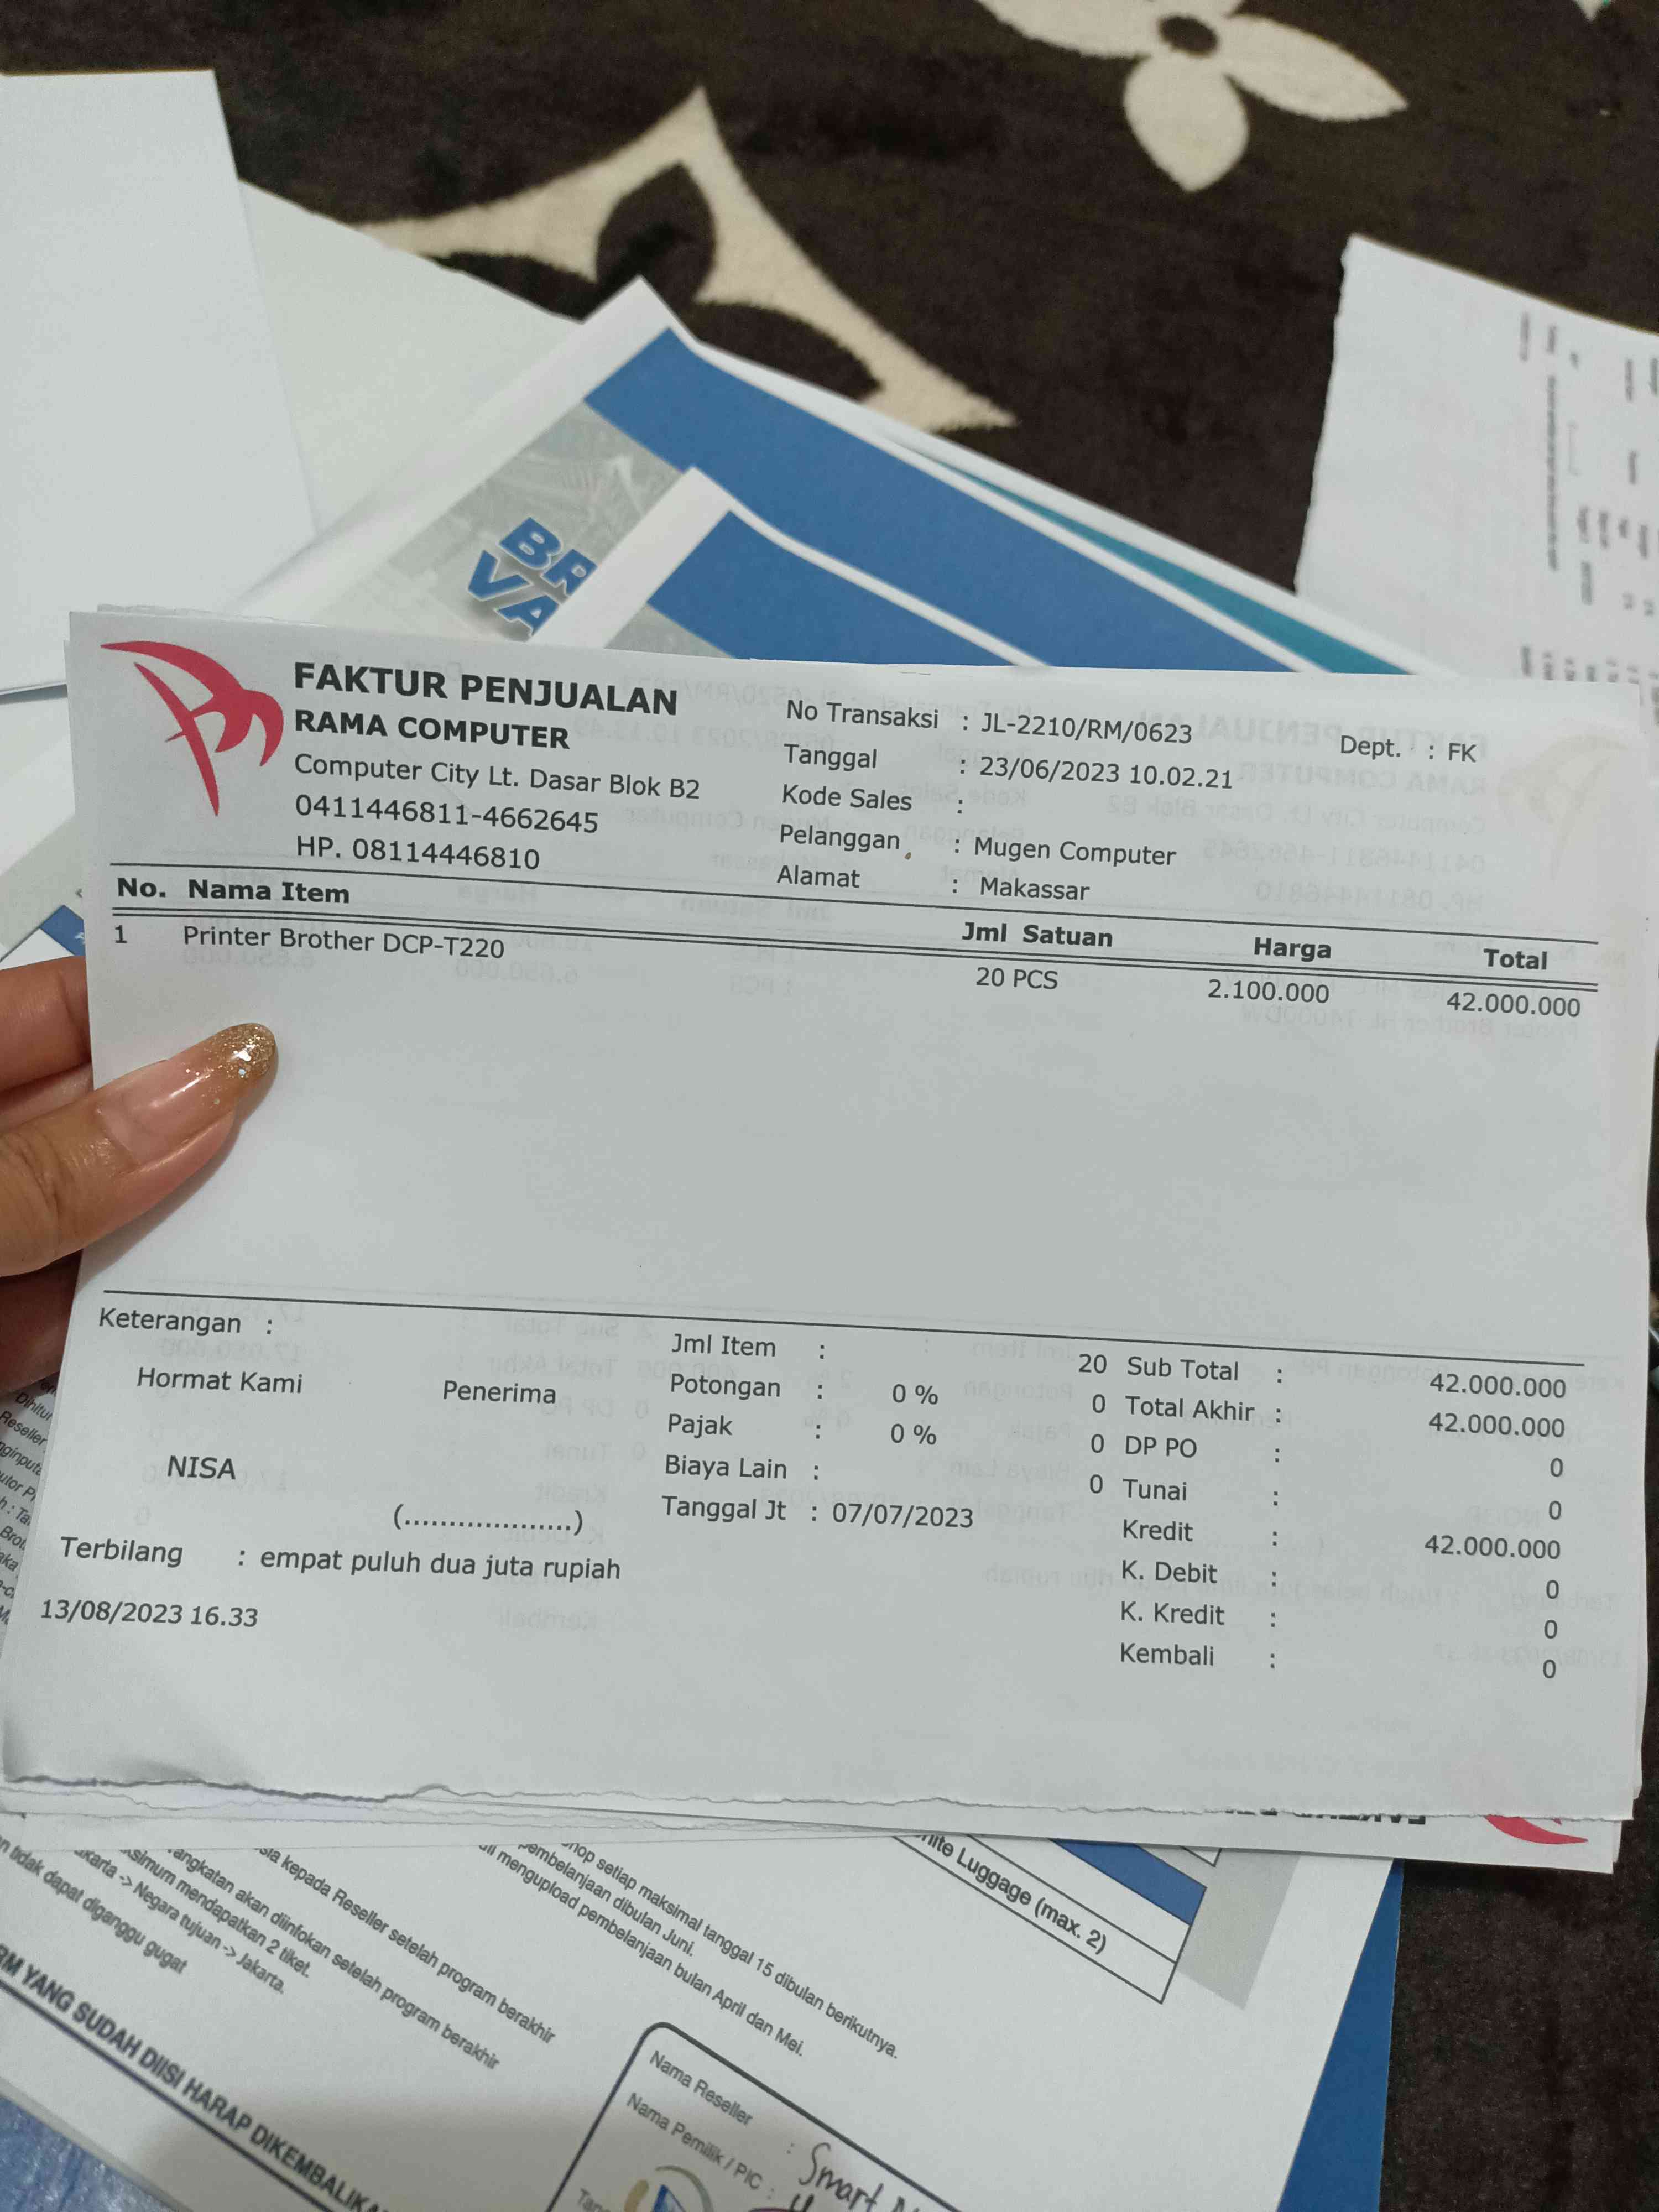 BR
VA
FAKTUR PENJUALAN
RAMA COMPUTER
Computer City Lt. Dasar Blok B2
0411446811-4662645
HP. 08114446810
No Transaksi : JL-2210/RM/0623
Dept. : FK
Tanggal : 23/06/2023 10.02.21
Kode Sales :
Pelanggan : Mugen Computer
Alamat : Makassar
No. Nama Item Jml Satuan Harga Total
1 Printer Brother DCP-T220 20 PCS 2.100.000 42.000.000
Keterangan :
Hormat Kami
Penerima
NISA
(....................)
Jml Item : 20
Potongan : 0 % 0
Pajak : 0 % 0
Biaya Lain : 0
Tanggal Jt : 07/07/2023
Sub Total : 42.000.000
Total Akhir : 42.000.000
DP PO : 0
Tunai : 0
Kredit : 42.000.000
K. Debit : 0
K. Kredit : 0
Kembali : 0
Terbilang : empat puluh dua juta rupiah
13/08/2023 16.33
Luggage (max. 2)
setiap maksimal tanggal 15 dibulan berikutnya.
pembelanjaan dibulan Juni.
mengupload pembelanjaan bulan April dan Mei.
kepada Reseller setelah program berakhir
akan diinfokan setelah program berakhir
mendapatkan 2 tiket.
-> Negara tujuan -> Jakarta.
tidak dapat diganggu gugat
YANG SUDAH DIISI HARAP DIKEMBALIKA
Nama Reseller : Smart
Nama Pemilik / PIC :